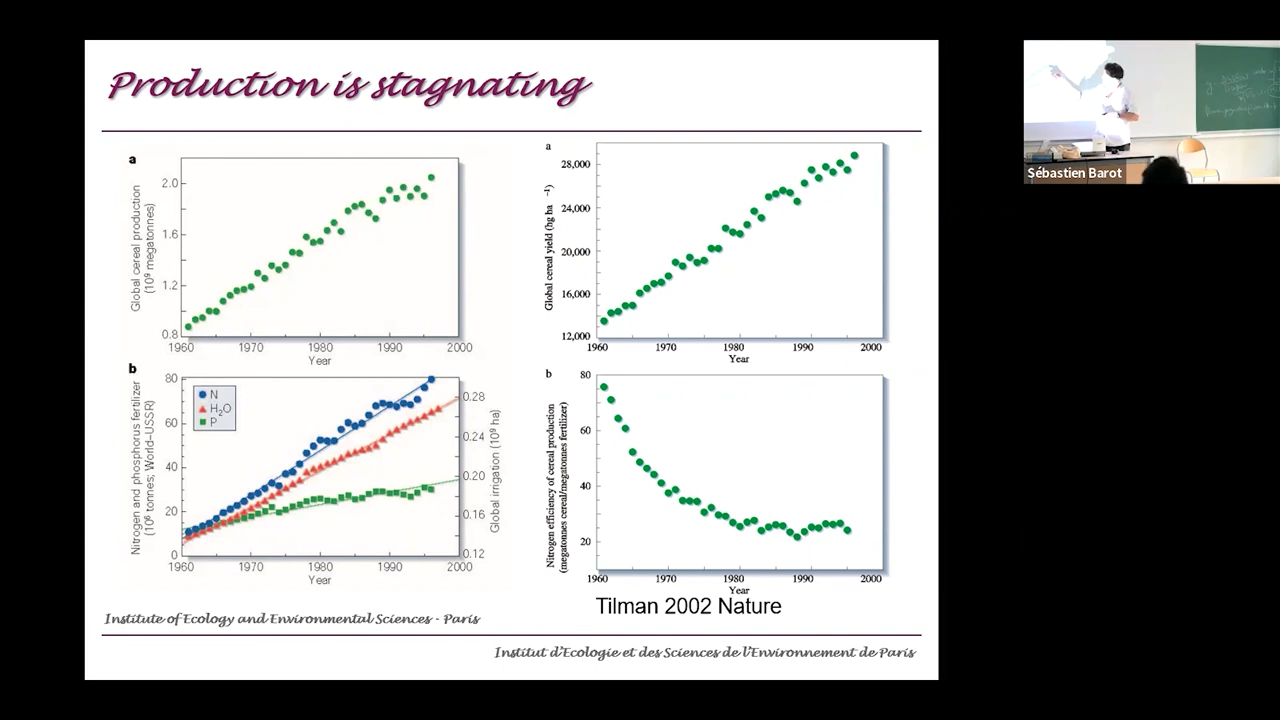 Production is stagnating
a
Global cereal production
(10⁹ megatonnes)
2.0
1.6
1.2
0.8
1960 1970 1980 1990 2000
Year
b
Nitrogen and phosphorus fertilizer
(10⁶ tonnes; World–USSR)
80
60
40
20
0
N
H₂O
P
0.28
0.24
0.20
0.16
0.12
Global irrigation (10⁹ ha)
1960 1970 1980 1990 2000
Year
a
Global cereal yield (hg ha ⁻¹)
28,000
24,000
20,000
16,000
12,000
1960 1970 1980 1990 2000
Year
b
Nitrogen efficiency of cereal production
(megatonnes cereal/megatonnes fertilizer)
80
60
40
20
1960 1970 1980 1990 2000
Year
Tilman 2002 Nature
Institute of Ecology and Environmental Sciences - Paris
Institut d'Ecologie et des Sciences de l'Environnement de Paris
Sébastien Barot